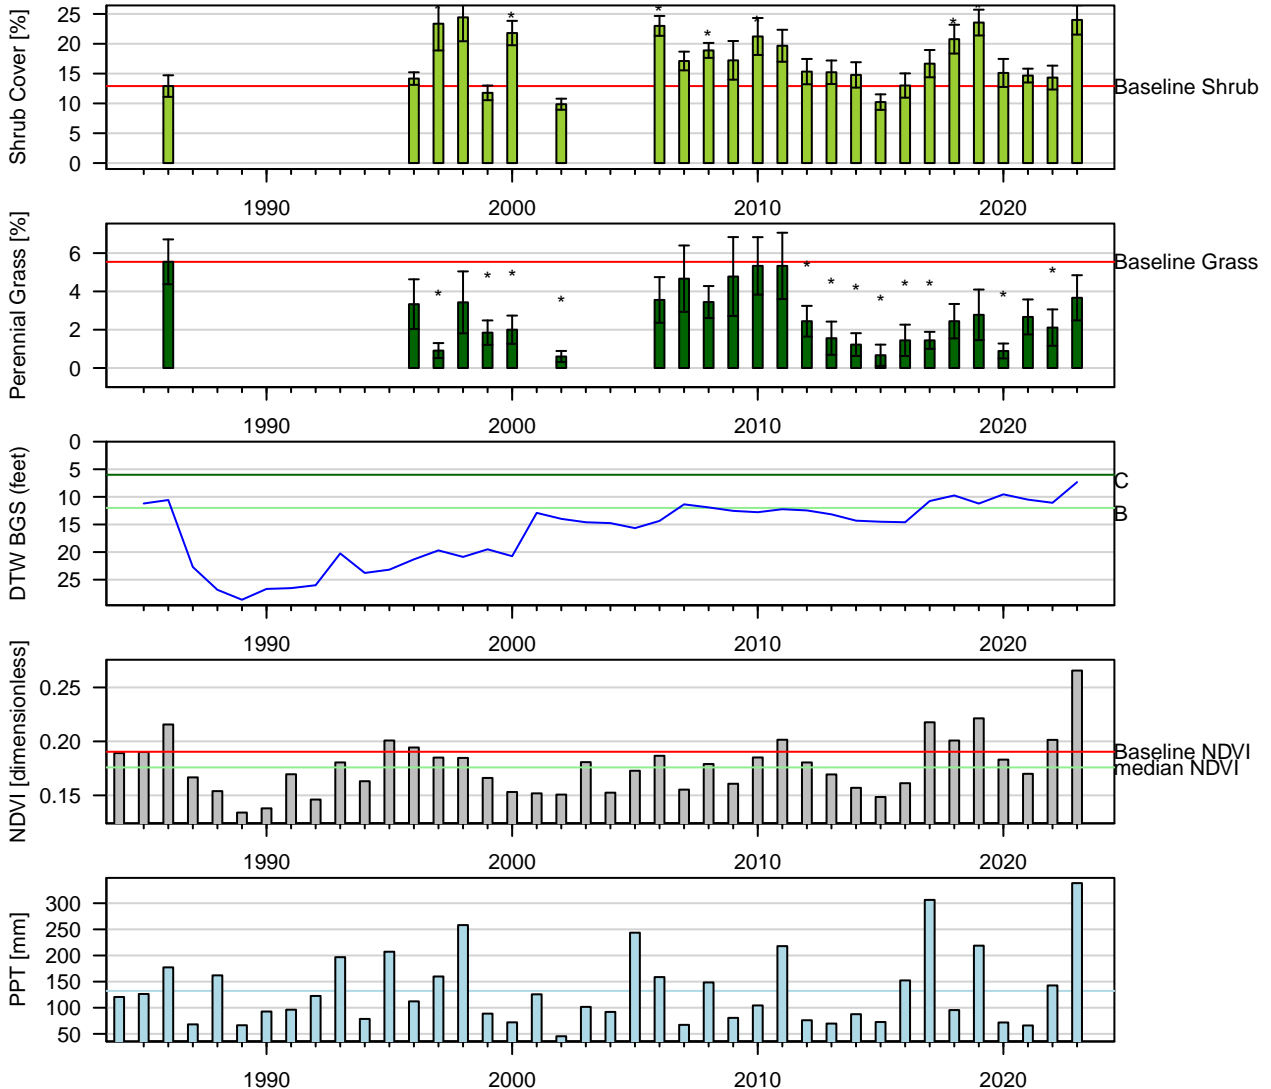 Shrub Cover [%]
25
20
15
10
5
0
Baseline Shrub
1990 2000 2010 2020
Perennial Grass [%]
6
4
2
0
Baseline Grass
1990 2000 2010 2020
DTW BGS (feet)
0
5
10
15
20
25
C
B
1990 2000 2010 2020
NDVI [dimensionless]
0.25
0.20
0.15
Baseline NDVI
median NDVI
1990 2000 2010 2020
PPT [mm]
300
250
200
150
100
50
1990 2000 2010 2020